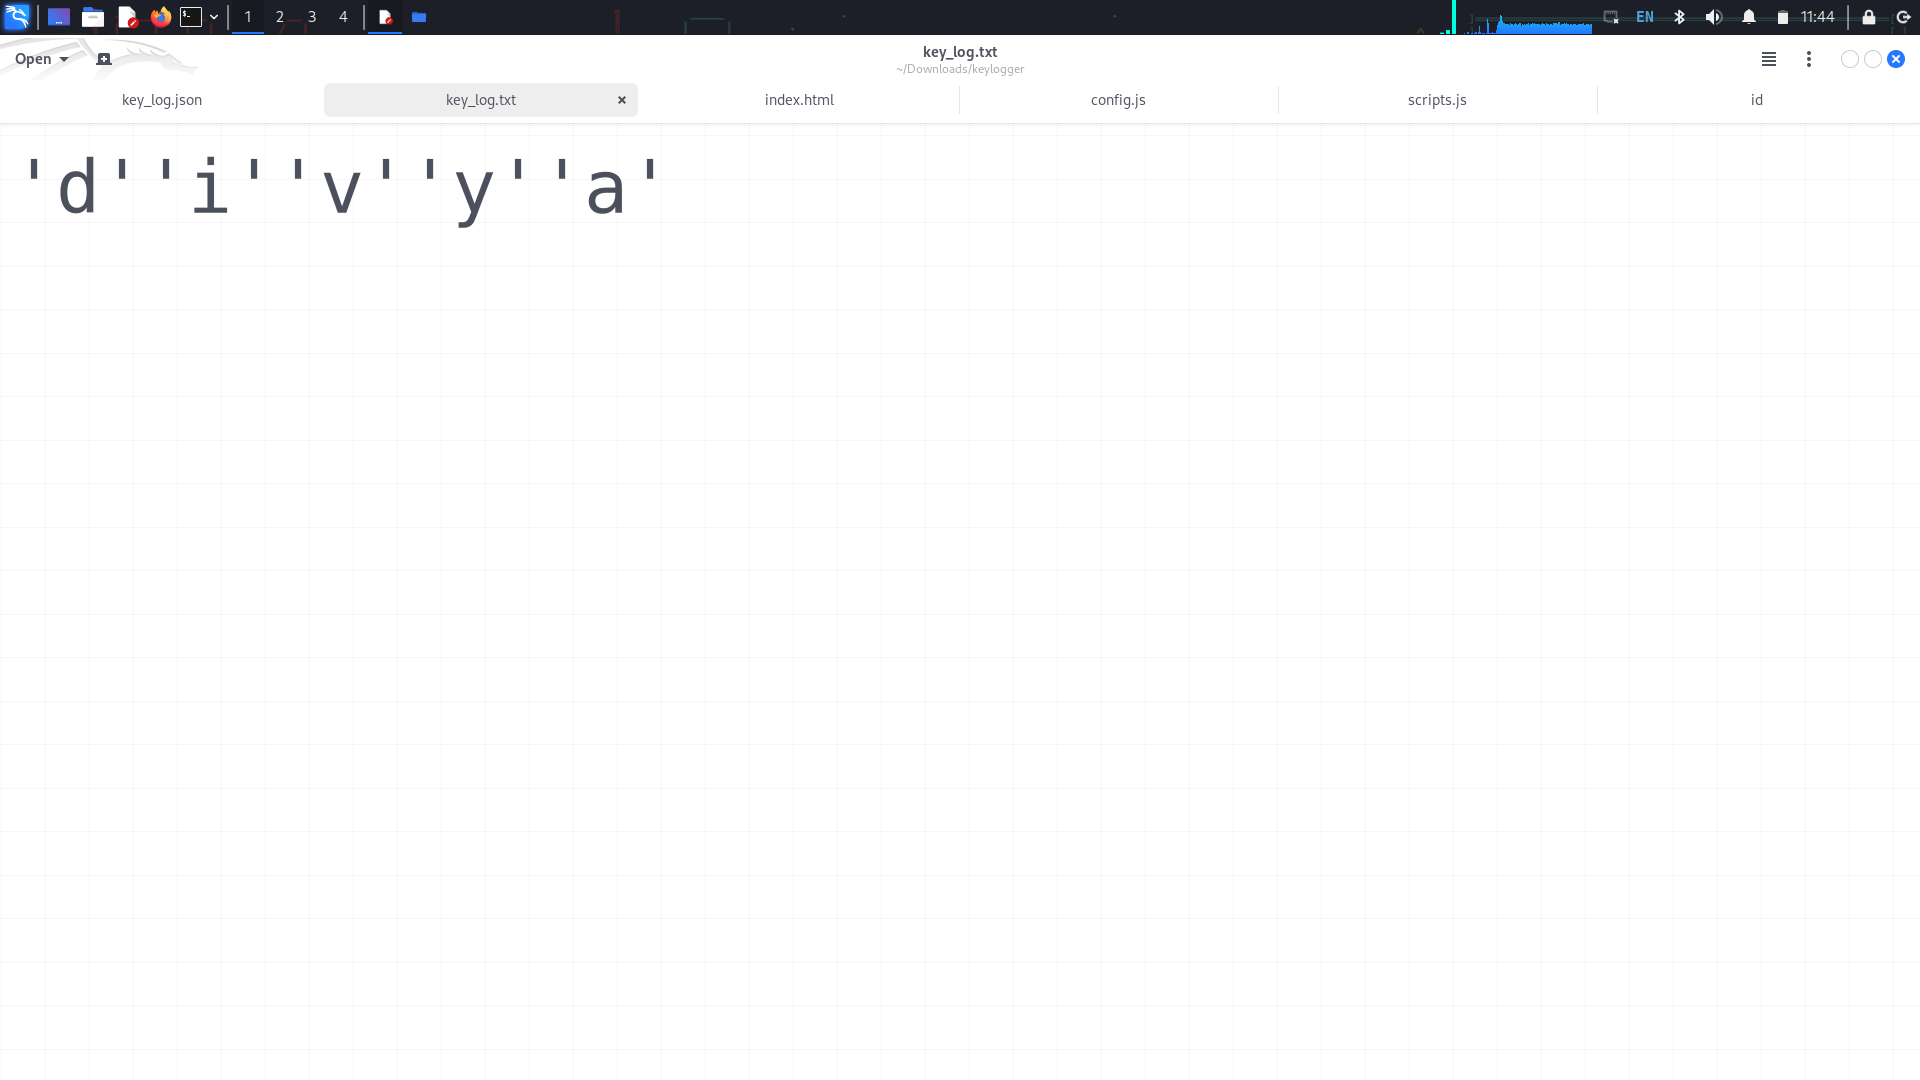 1 2 3 4 EN 11:44
Open
key_log.txt
~/Downloads/keylogger
key_log.json key_log.txt index.html config.js scripts.js id
'd''i''v''y''a'